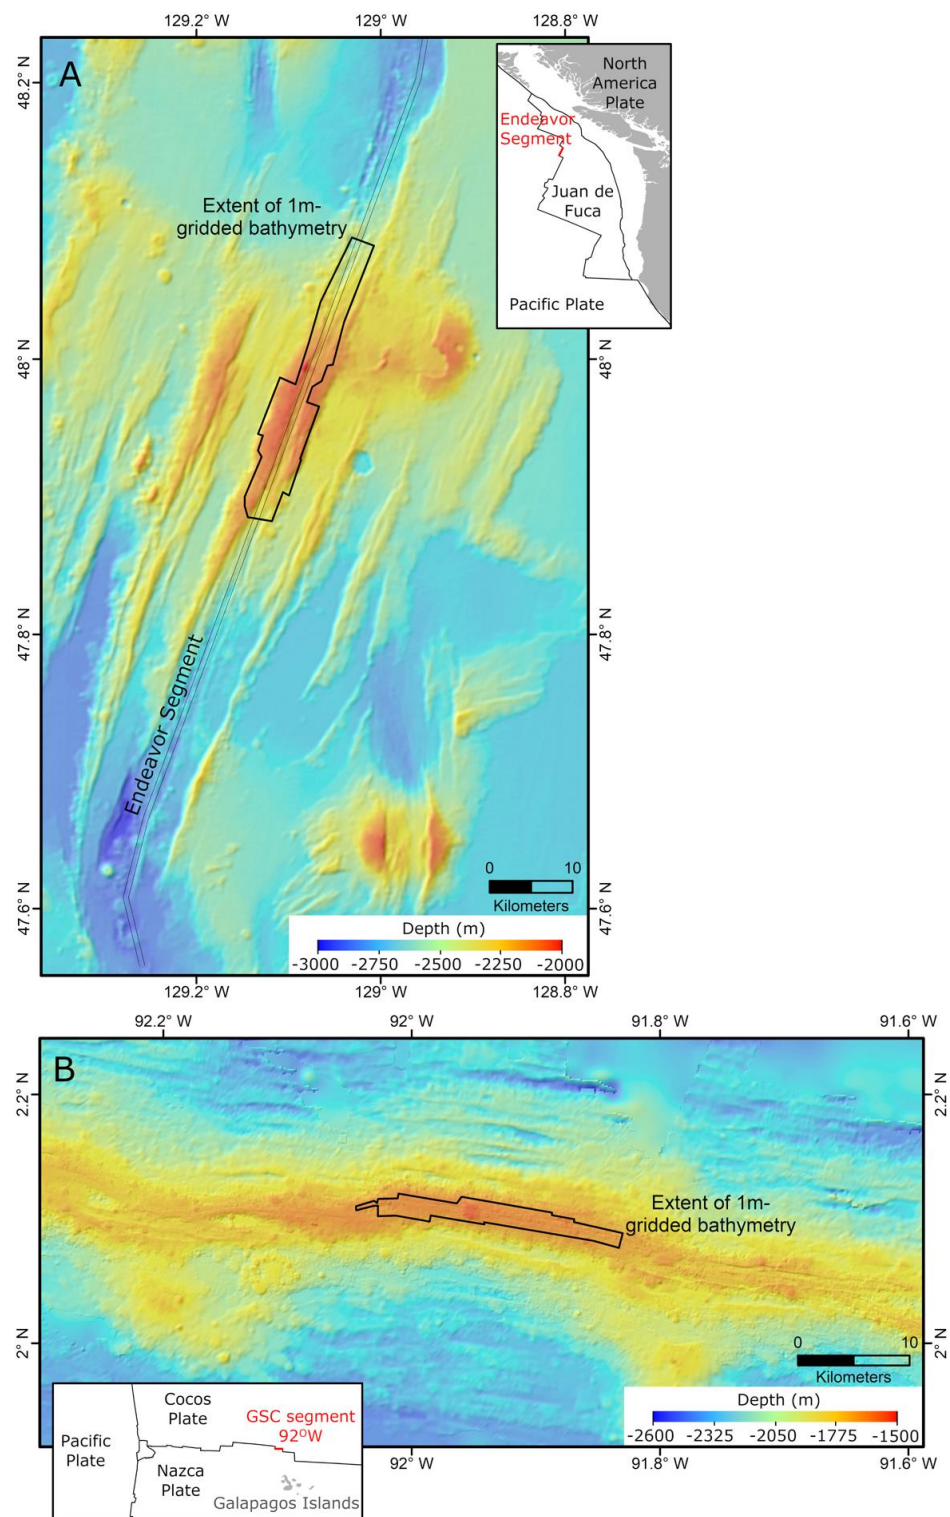 129.2° W
129° W
128.8° W
A
48.2° N
North
America
Plate
Endeavor
Segment
Juan de
Fuca
Pacific Plate
Extent of 1m-
gridded bathymetry
48° N
48° N
47.8° N
47.8° N
Endeavor Segment
0 10
Kilometers
47.6° N
47.6° N
Depth (m)
-3000 -2750 -2500 -2250 -2000
129.2° W
129° W
128.8° W
92.2° W
92° W
91.8° W
91.6° W
B
2.2° N
2.2° N
Extent of 1m-
gridded bathymetry
2° N
2° N
0 10
Kilometers
Depth (m)
-2600 -2325 -2050 -1775 -1500
Cocos
Plate
GSC segment
92°W
Pacific
Plate
Nazca
Plate
Galapagos Islands
92° W
91.8° W
91.6° W